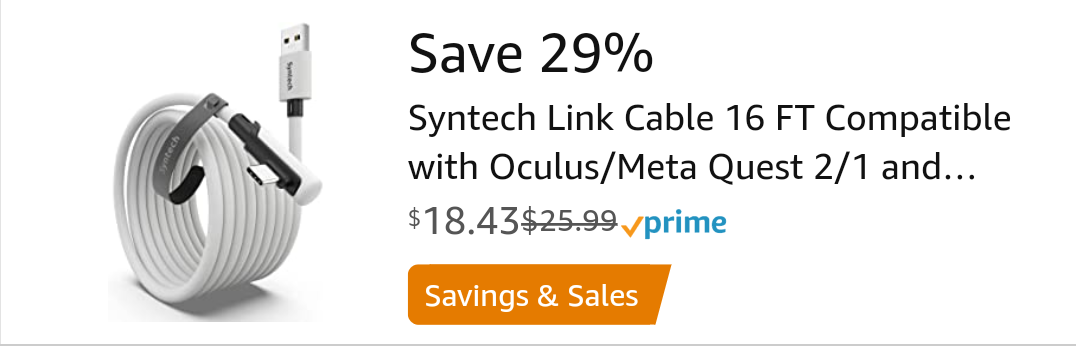 Save 29%
Syntech Link Cable 16 FT Compatible
with Oculus/Meta Quest 2/1 and...
$18.43 $25.99 prime
Savings & Sales
Syntech
Syntech